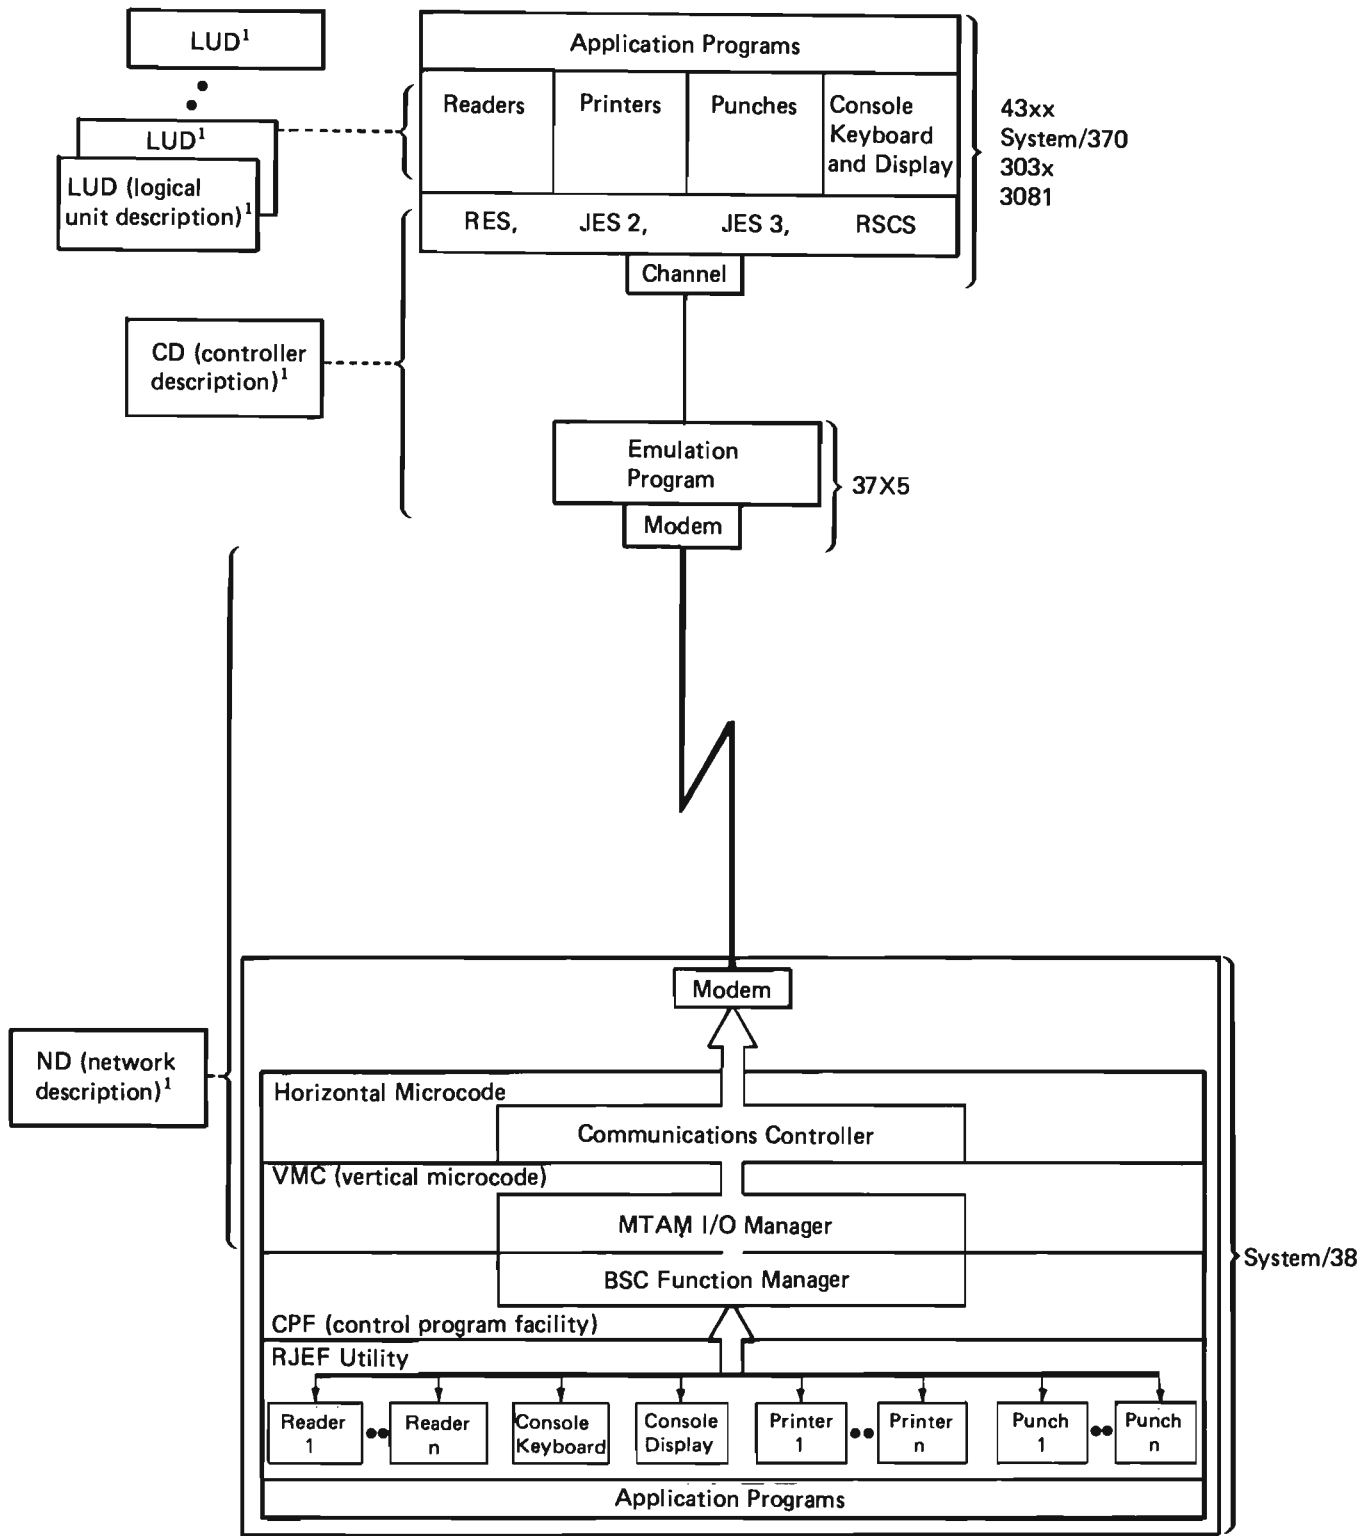 LUD¹
Application Programs
Readers
Printers
Punches
Console
Keyboard
and Display
43xx
System/370
303x
3081
LUD¹
LUD (logical
unit description)¹
RES,
JES 2,
JES 3,
RSCS
Channel
CD (controller
description)¹
Emulation
Program
37X5
Modem
Modem
ND (network
description)¹
Horizontal Microcode
Communications Controller
VMC (vertical microcode)
MTAM I/O Manager
System/38
BSC Function Manager
CPF (control program facility)
RJEF Utility
Reader
1
Reader
n
Console
Keyboard
Console
Display
Printer
1
Printer
n
Punch
1
Punch
n
Application Programs